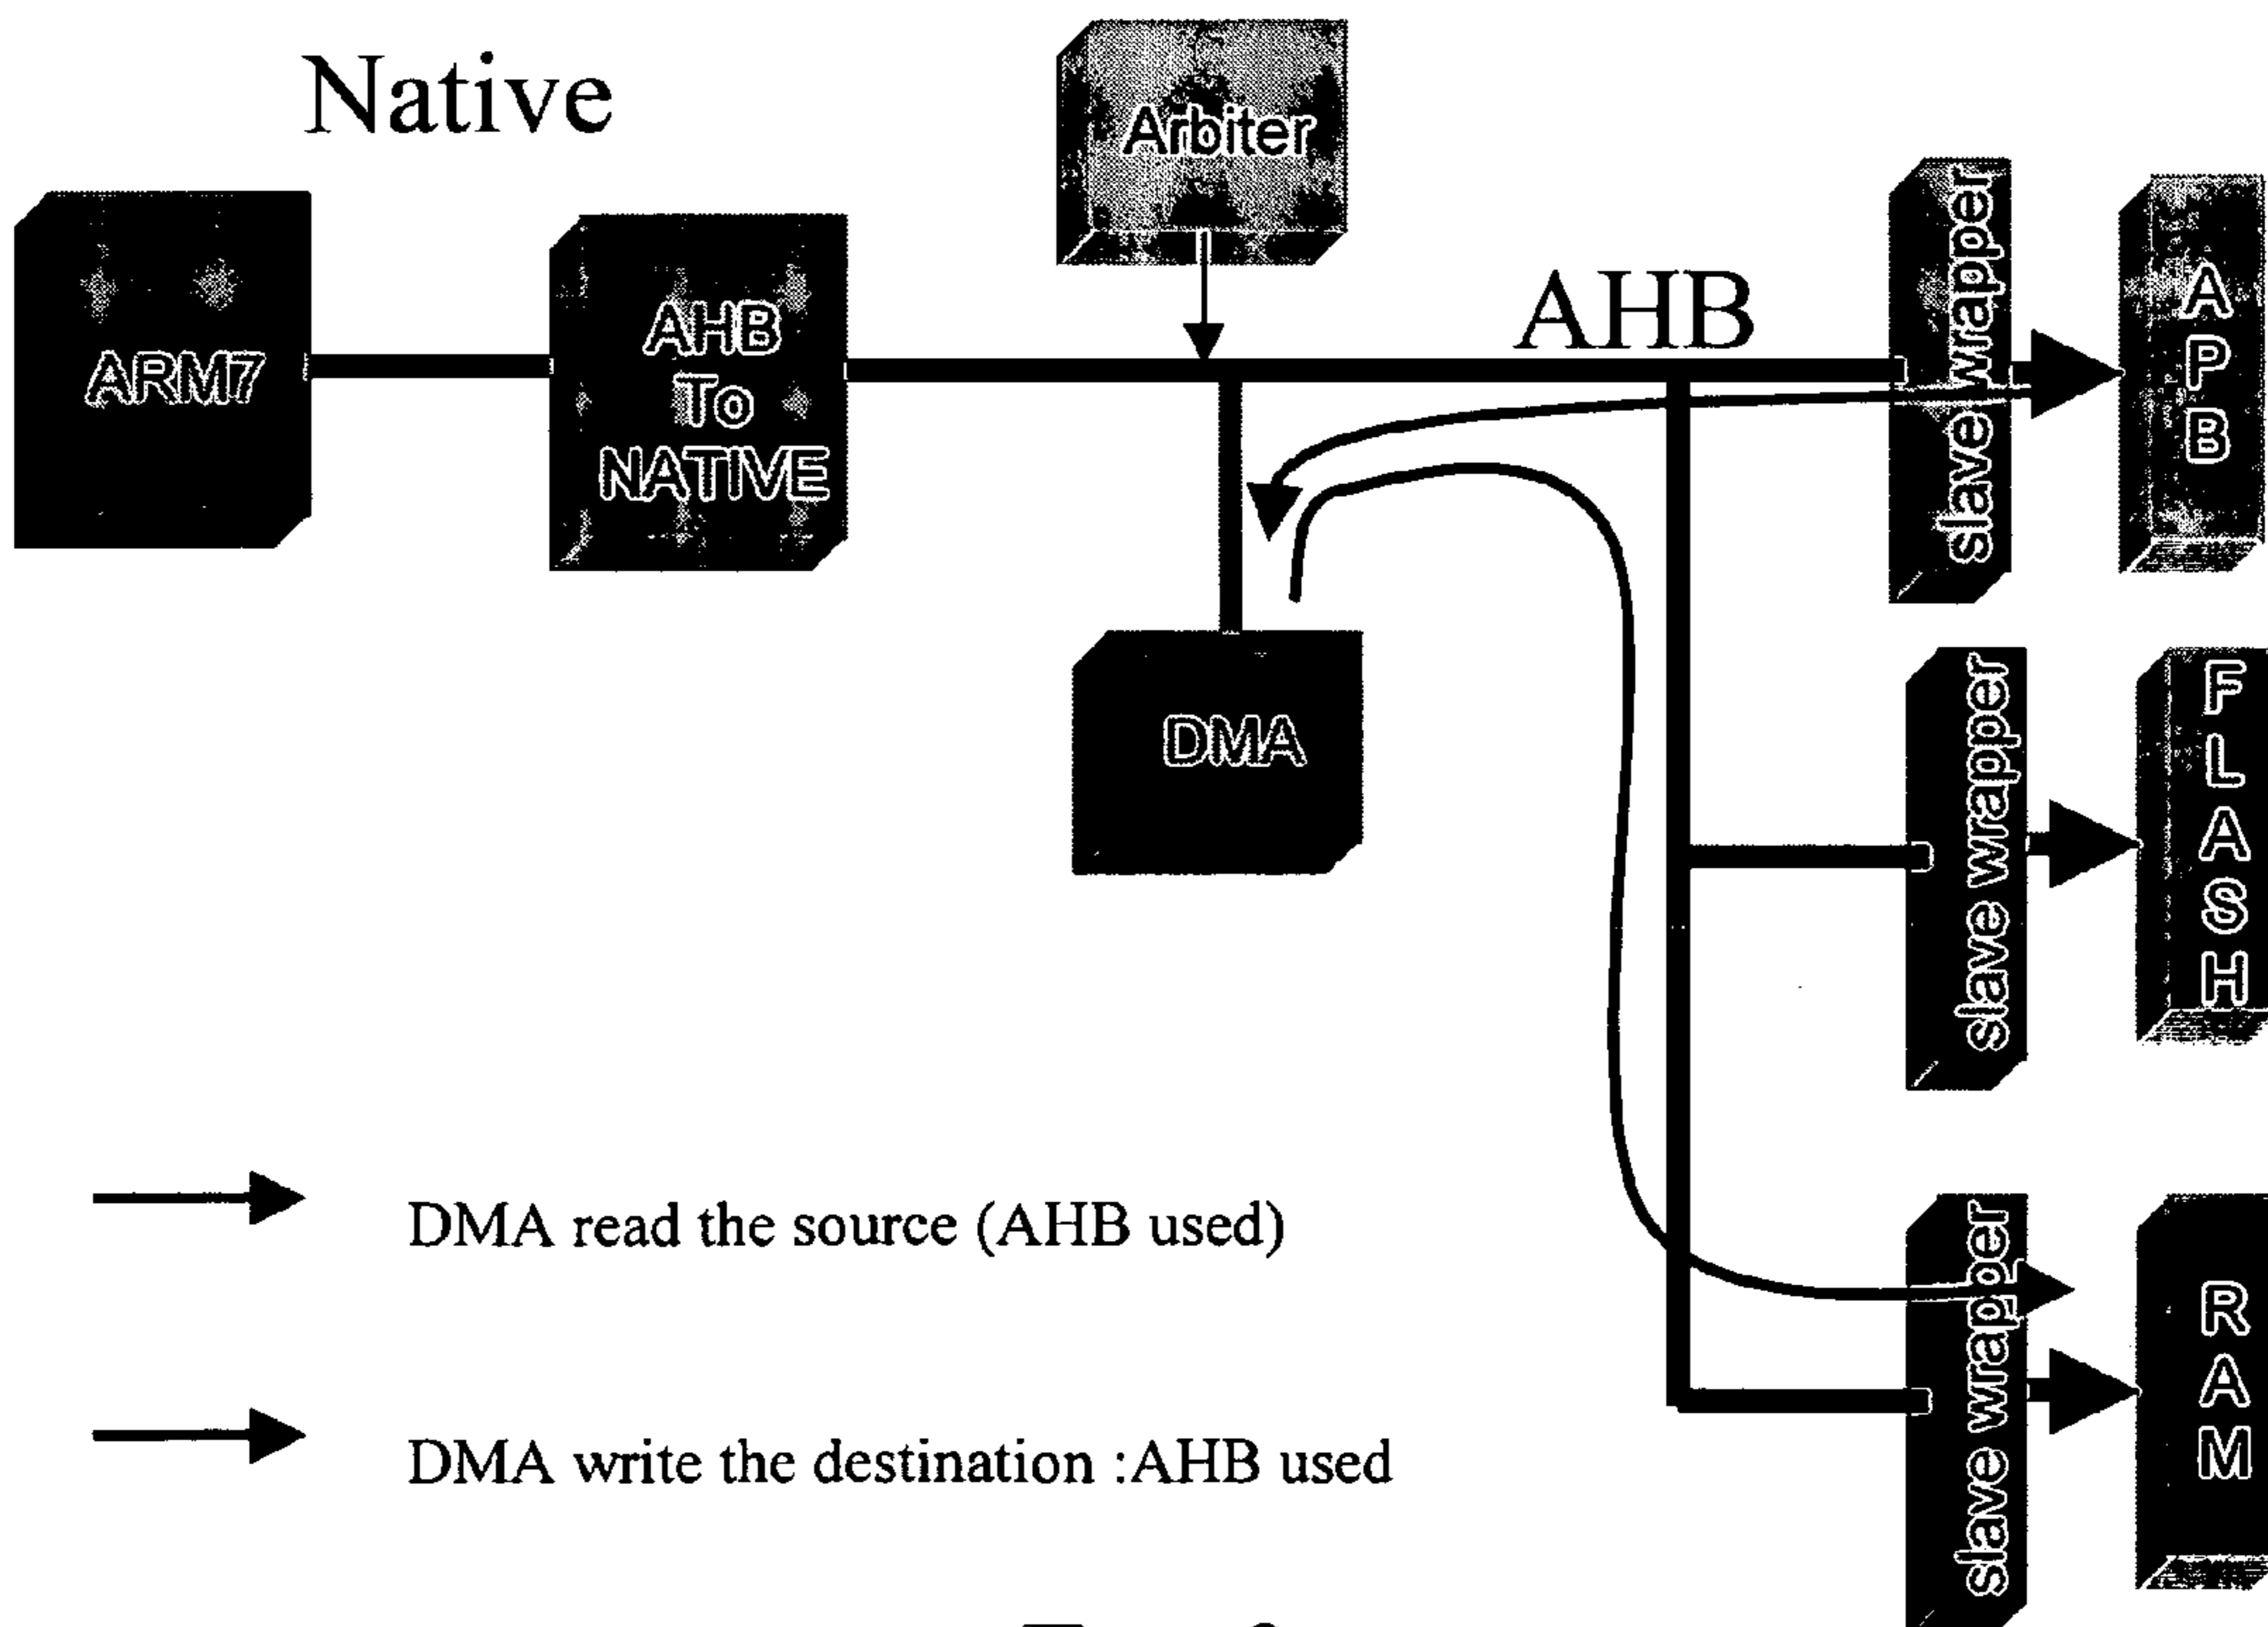 Native
Arbiter
AHB
ARM7
AHB
To
NATIVE
slave wrapper
A
P
B
DMA
slave wrapper
F
L
A
S
H
DMA read the source (AHB used)
DMA write the destination :AHB used
slave wrapper
R
A
M